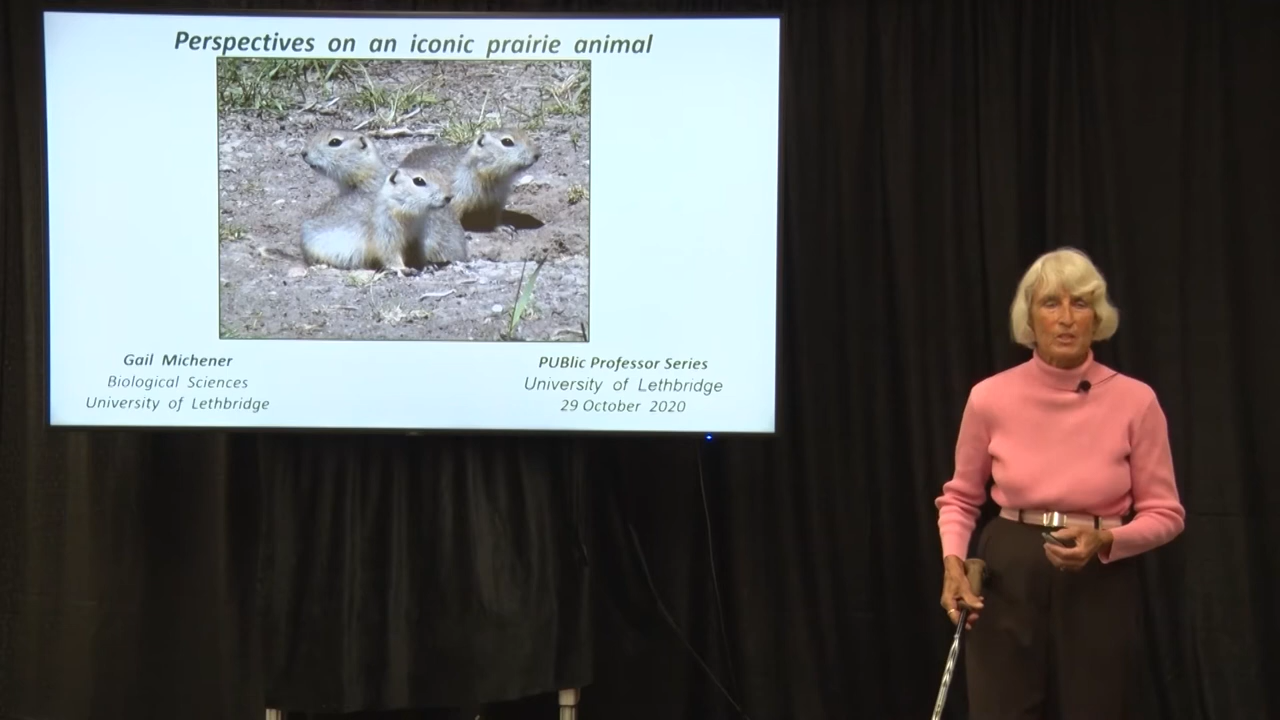 Perspectives on an iconic prairie animal
Gail Michener
Biological Sciences
University of Lethbridge
PUBlic Professor Series
University of Lethbridge
29 October 2020